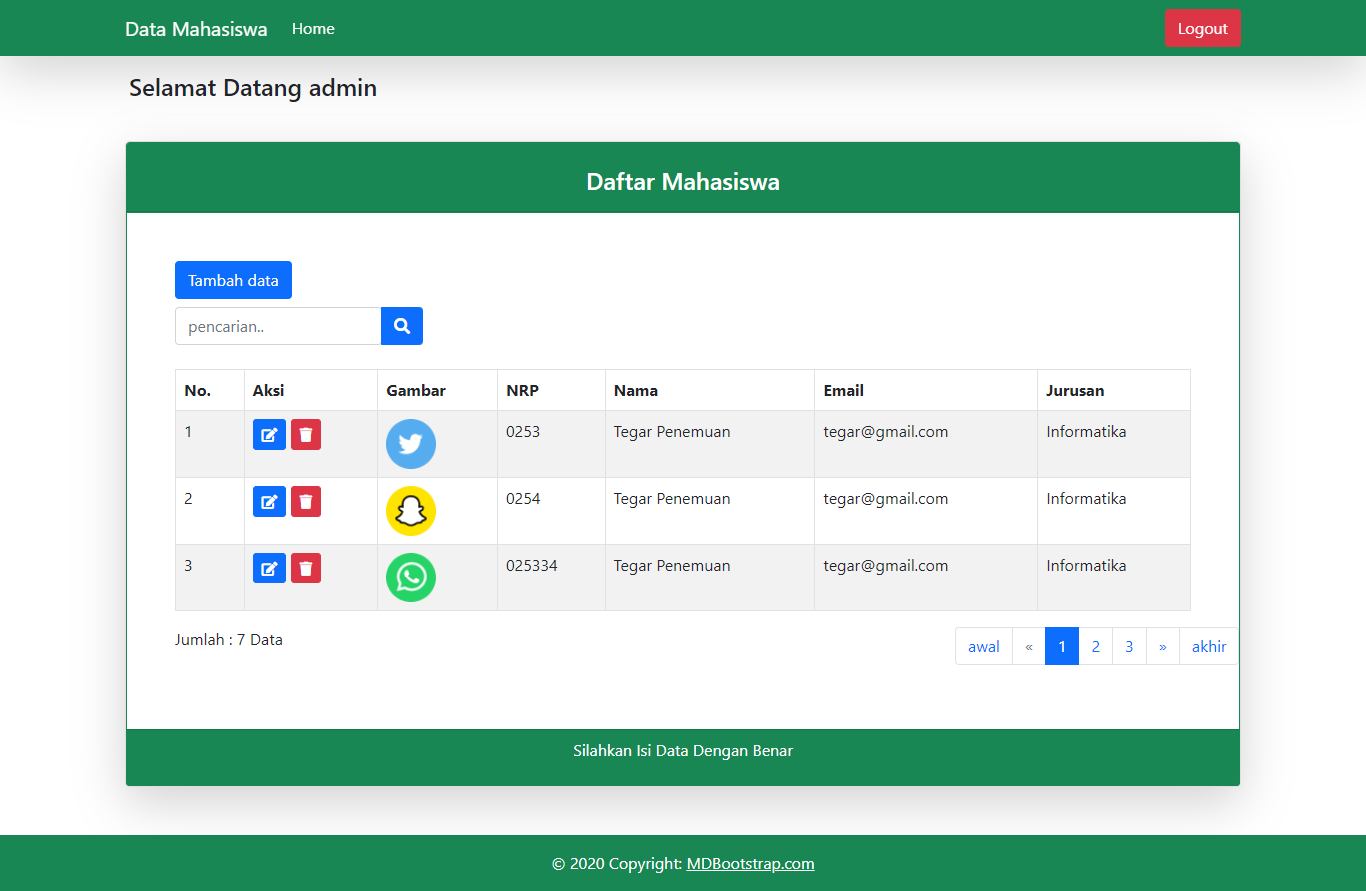 Data Mahasiswa Home Logout
Selamat Datang admin
Daftar Mahasiswa
Tambah data
pencarian..
No. Aksi Gambar NRP Nama Email Jurusan
1 0253 Tegar Penemuan tegar@gmail.com Informatika
2 0254 Tegar Penemuan tegar@gmail.com Informatika
3 025334 Tegar Penemuan tegar@gmail.com Informatika
Jumlah : 7 Data awal « 1 2 3 » akhir
Silahkan Isi Data Dengan Benar
© 2020 Copyright: MDBootstrap.com